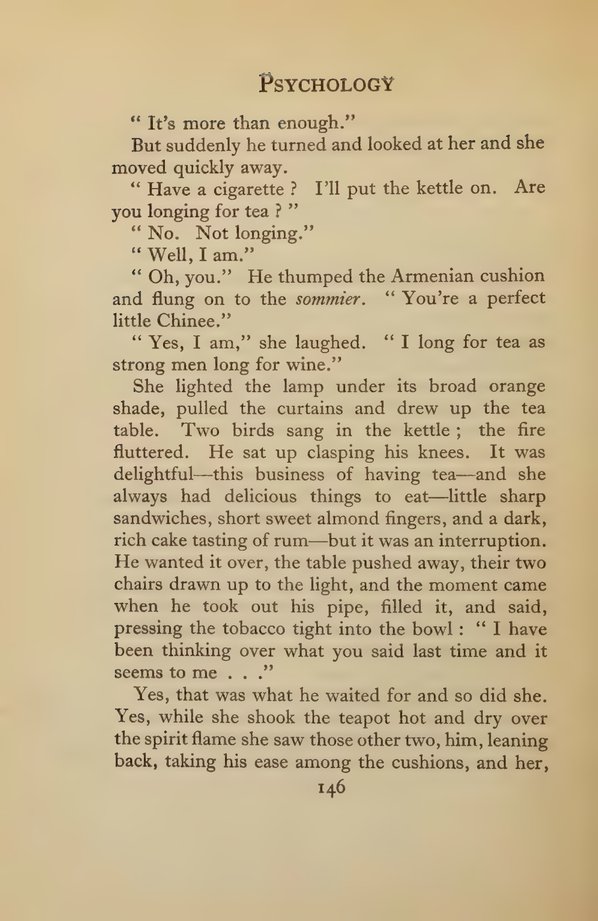 PSYCHOLOGY
“ It's more than enough.”
But suddenly he turned and looked at her and she
moved quickly away.
“ Have a cigarette ? I'll put the kettle on. Are
you longing for tea ? ”
“ No. Not longing.”
“ Well, I am.”
“ Oh, you.” He thumped the Armenian cushion
and flung on to the sommier. “ You're a perfect
little Chinee.”
“ Yes, I am,” she laughed. “ I long for tea as
strong men long for wine.”
She lighted the lamp under its broad orange
shade, pulled the curtains and drew up the tea
table. Two birds sang in the kettle ; the fire
fluttered. He sat up clasping his knees. It was
delightful—this business of having tea—and she
always had delicious things to eat—little sharp
sandwiches, short sweet almond fingers, and a dark,
rich cake tasting of rum—but it was an interruption.
He wanted it over, the table pushed away, their two
chairs drawn up to the light, and the moment came
when he took out his pipe, filled it, and said,
pressing the tobacco tight into the bowl : “ I have
been thinking over what you said last time and it
seems to me . . .”
Yes, that was what he waited for and so did she.
Yes, while she shook the teapot hot and dry over
the spirit flame she saw those other two, him, leaning
back, taking his ease among the cushions, and her,
146